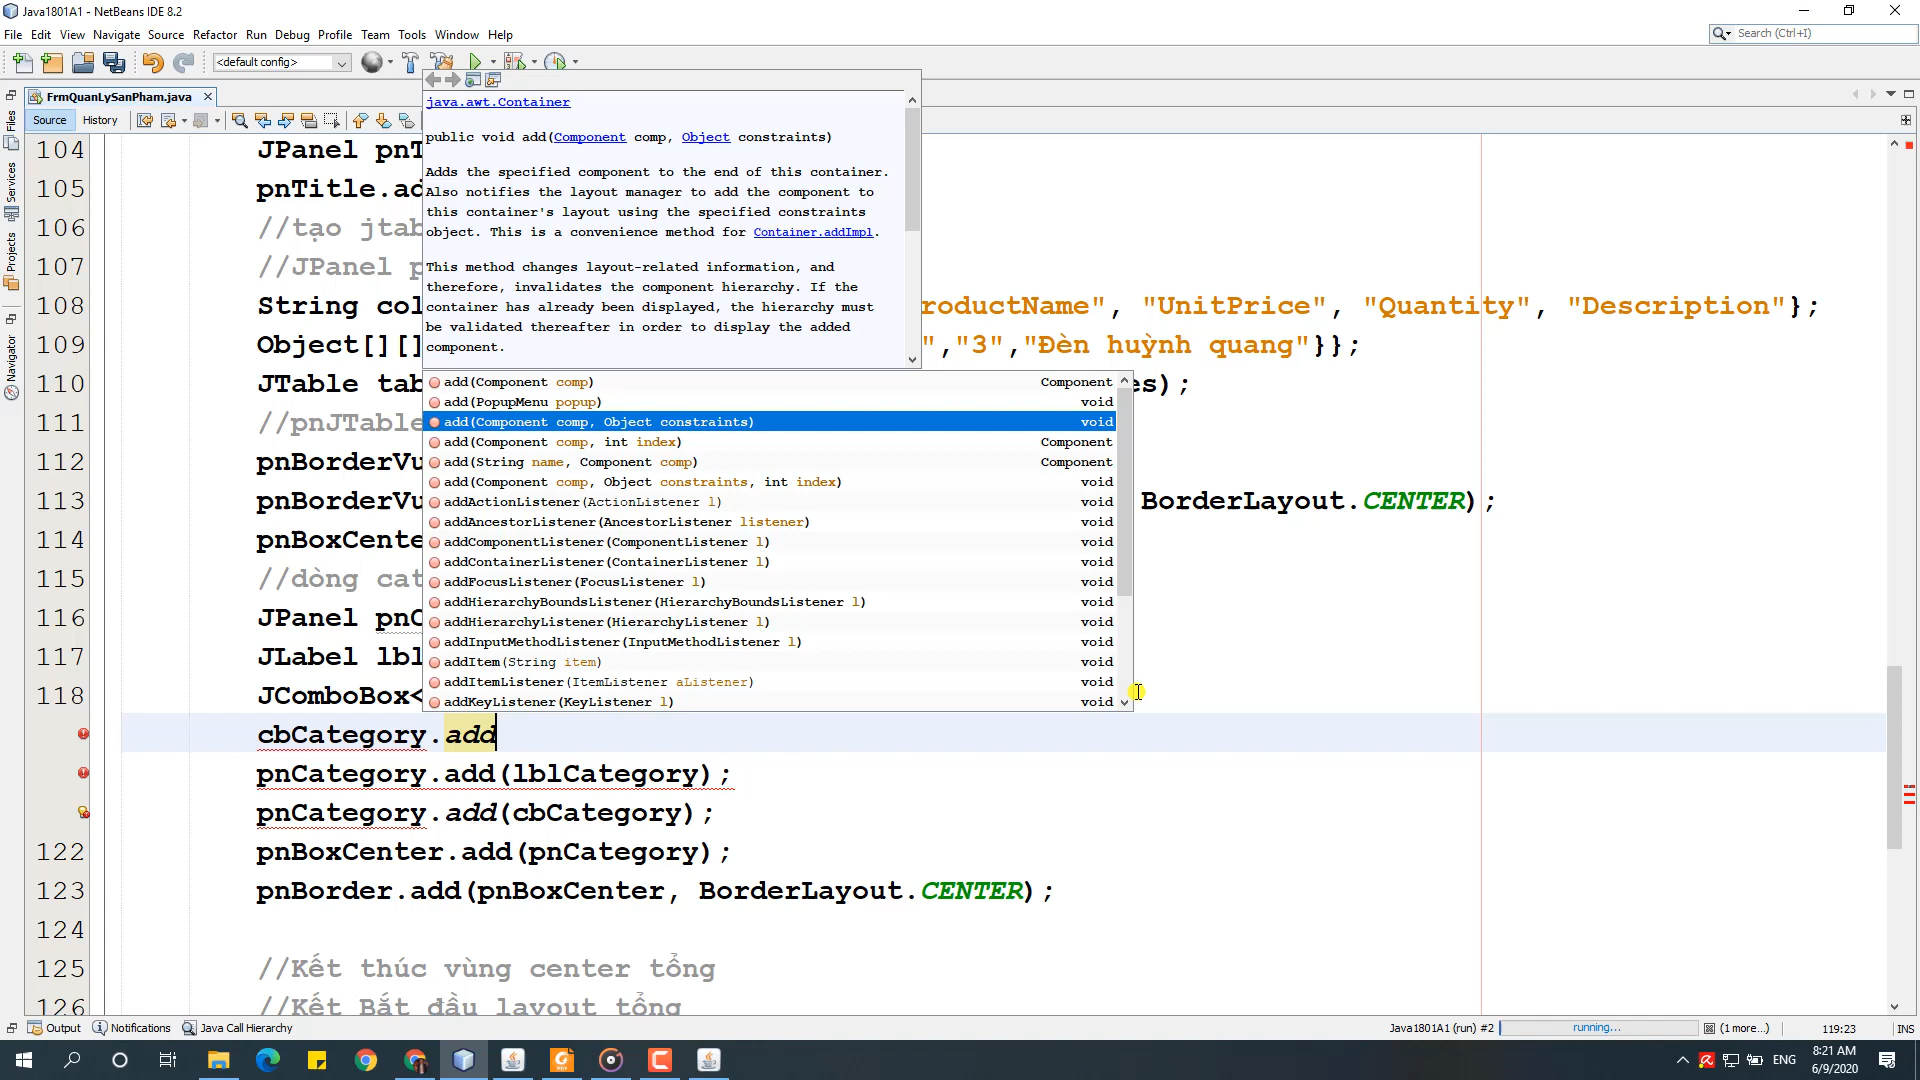 Java1801A1 - NetBeans IDE 8.2
File Edit View Navigate Source Refactor Run Debug Profile Team Tools Window Help
Search (Ctrl+I)
<default config>
FrmQuanLySanPham.java
Source History
Files
Services
Projects
Navigator
java.awt.Container
public void add(Component comp, Object constraints)
Adds the specified component to the end of this container.
Also notifies the layout manager to add the component to
this container's layout using the specified constraints
object. This is a convenience method for Container.addImpl.
This method changes layout-related information, and
therefore, invalidates the component hierarchy. If the
container has already been displayed, the hierarchy must
be validated thereafter in order to display the added
component.
104 JPanel pnT
105 pnTitle.ad
106 //tạo jtab
107 //JPanel p
108 String col roductName", "UnitPrice", "Quantity", "Description"};
109 Object[][] ","3","Đèn huỳnh quang"}};
110 JTable tab es);
111 //pnJTable
112 pnBorderVu
113 pnBorderVu BorderLayout.CENTER);
114 pnBoxCente
115 //dòng cat
116 JPanel pnC
117 JLabel lbl
118 JComboBox<
add(Component comp) Component
add(PopupMenu popup) void
add(Component comp, Object constraints) void
add(Component comp, int index) Component
add(String name, Component comp) Component
add(Component comp, Object constraints, int index) void
addActionListener(ActionListener l) void
addAncestorListener(AncestorListener listener) void
addComponentListener(ComponentListener l) void
addContainerListener(ContainerListener l) void
addFocusListener(FocusListener l) void
addHierarchyBoundsListener(HierarchyBoundsListener l) void
addHierarchyListener(HierarchyListener l) void
addInputMethodListener(InputMethodListener l) void
addItem(String item) void
addItemListener(ItemListener aListener) void
addKeyListener(KeyListener l) void
cbCategory.add
pnCategory.add(lblCategory);
pnCategory.add(cbCategory);
122 pnBoxCenter.add(pnCategory);
123 pnBorder.add(pnBoxCenter, BorderLayout.CENTER);
124
125 //Kết thúc vùng center tổng
126 //Kết Bắt đầu layout tổng
Output Notifications Java Call Hierarchy
Java1801A1 (run) #2 running... (1 more...) 119:23 INS
ENG
8:21 AM
6/9/2020